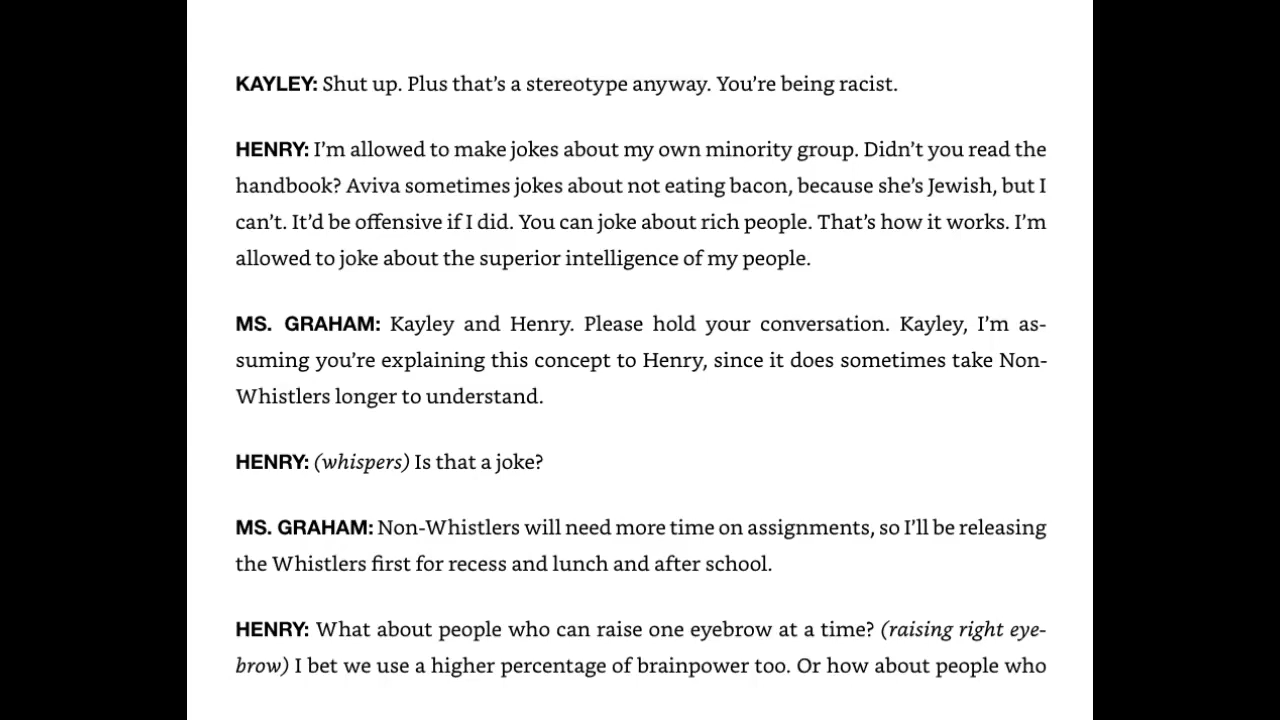 KAYLEY: Shut up. Plus that’s a stereotype anyway. You’re being racist.
HENRY: I’m allowed to make jokes about my own minority group. Didn’t you read the
handbook? Aviva sometimes jokes about not eating bacon, because she’s Jewish, but I
can’t. It’d be offensive if I did. You can joke about rich people. That’s how it works. I’m
allowed to joke about the superior intelligence of my people.
MS. GRAHAM: Kayley and Henry. Please hold your conversation. Kayley, I’m as-
suming you’re explaining this concept to Henry, since it does sometimes take Non-
Whistlers longer to understand.
HENRY: (whispers) Is that a joke?
MS. GRAHAM: Non-Whistlers will need more time on assignments, so I’ll be releasing
the Whistlers first for recess and lunch and after school.
HENRY: What about people who can raise one eyebrow at a time? (raising right eye-
brow) I bet we use a higher percentage of brainpower too. Or how about people who